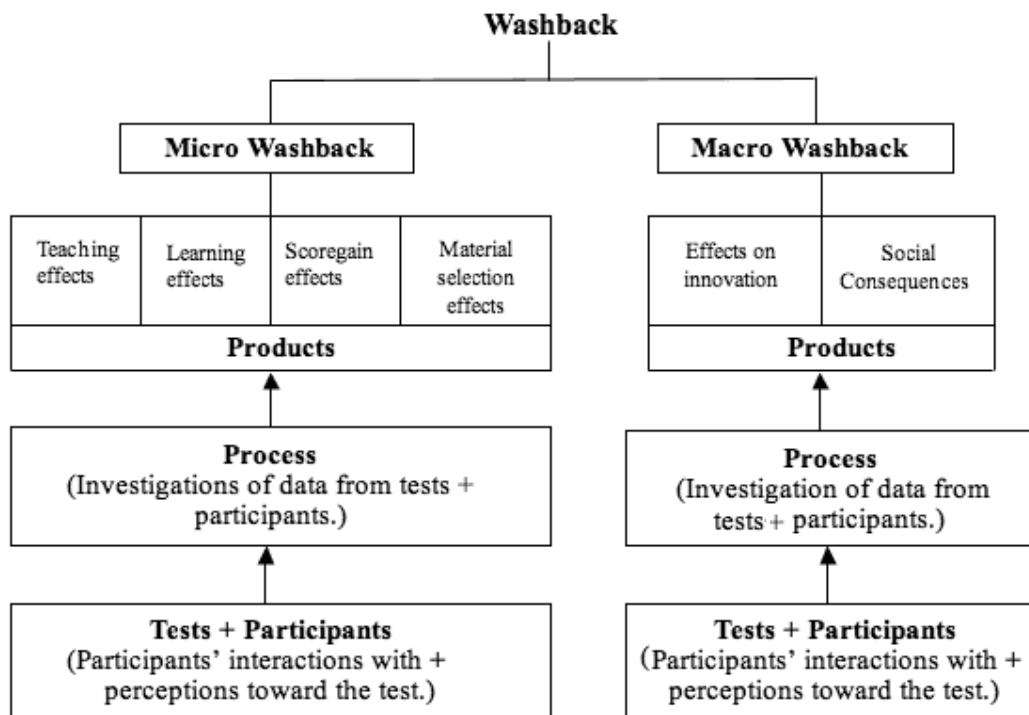 Washback
Micro Washback
Macro Washback
Teaching
effects
Learning
effects
Scoregain
effects
Material
selection
effects
Products
Effects on
innovation
Social
Consequences
Products
Process
(Investigations of data from tests +
participants.)
Process
(Investigation of data from
tests + participants.)
Tests + Participants
(Participants’ interactions with +
perceptions toward the test.)
Tests + Participants
(Participants’ interactions with +
perceptions toward the test.)